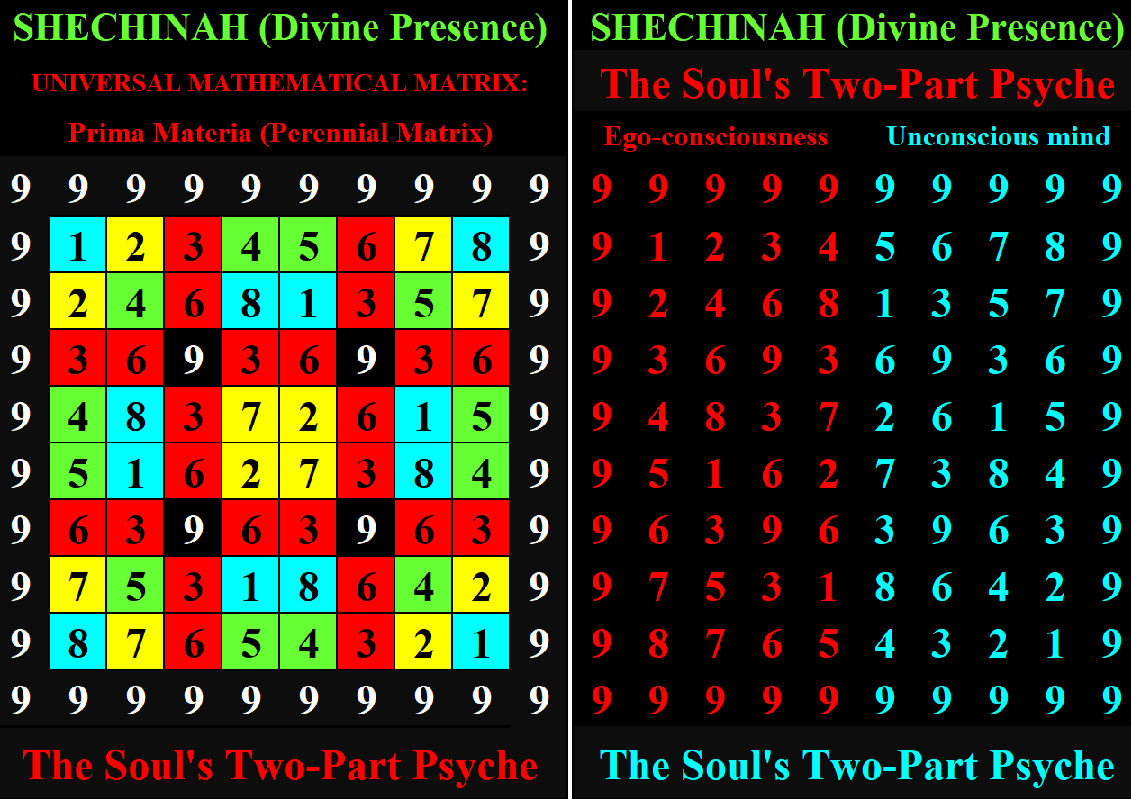 SHECHINAH (Divine Presence)
UNIVERSAL MATHEMATICAL MATRIX:
Prima Materia (Perennial Matrix)
9 9 9 9 9 9 9 9 9 9
9 1 2 3 4 5 6 7 8 9
9 2 4 6 8 1 3 5 7 9
9 3 6 9 3 6 9 3 6 9
9 4 8 3 7 2 6 1 5 9
9 5 1 6 2 7 3 8 4 9
9 6 3 9 6 3 9 6 3 9
9 7 5 3 1 8 6 4 2 9
9 8 7 6 5 4 3 2 1 9
9 9 9 9 9 9 9 9 9 9
The Soul's Two-Part Psyche
SHECHINAH (Divine Presence)
The Soul's Two-Part Psyche
Ego-consciousness Unconscious mind
9 9 9 9 9 9 9 9 9 9
9 1 2 3 4 5 6 7 8 9
9 2 4 6 8 1 3 5 7 9
9 3 6 9 3 6 9 3 6 9
9 4 8 3 7 2 6 1 5 9
9 5 1 6 2 7 3 8 4 9
9 6 3 9 6 3 9 6 3 9
9 7 5 3 1 8 6 4 2 9
9 8 7 6 5 4 3 2 1 9
9 9 9 9 9 9 9 9 9 9
The Soul's Two-Part Psyche